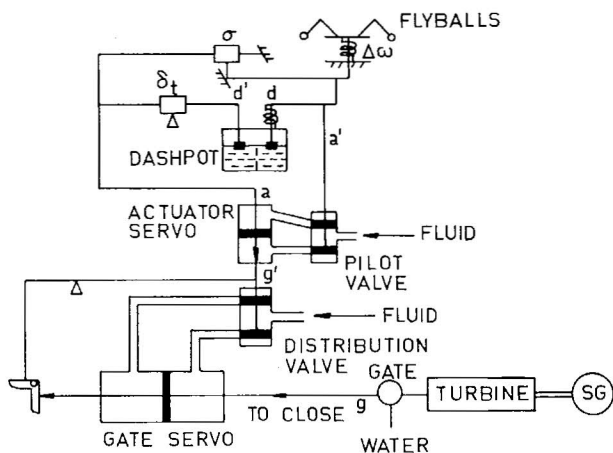 FLYBALLS
σ
Δω
δt
d'
d
a'
DASHPOT
a
ACTUATOR
SERVO
FLUID
PILOT
VALVE
g'
Δ
FLUID
DISTRIBUTION
VALVE
GATE
TURBINE
SG
g
TO CLOSE
GATE SERVO
WATER